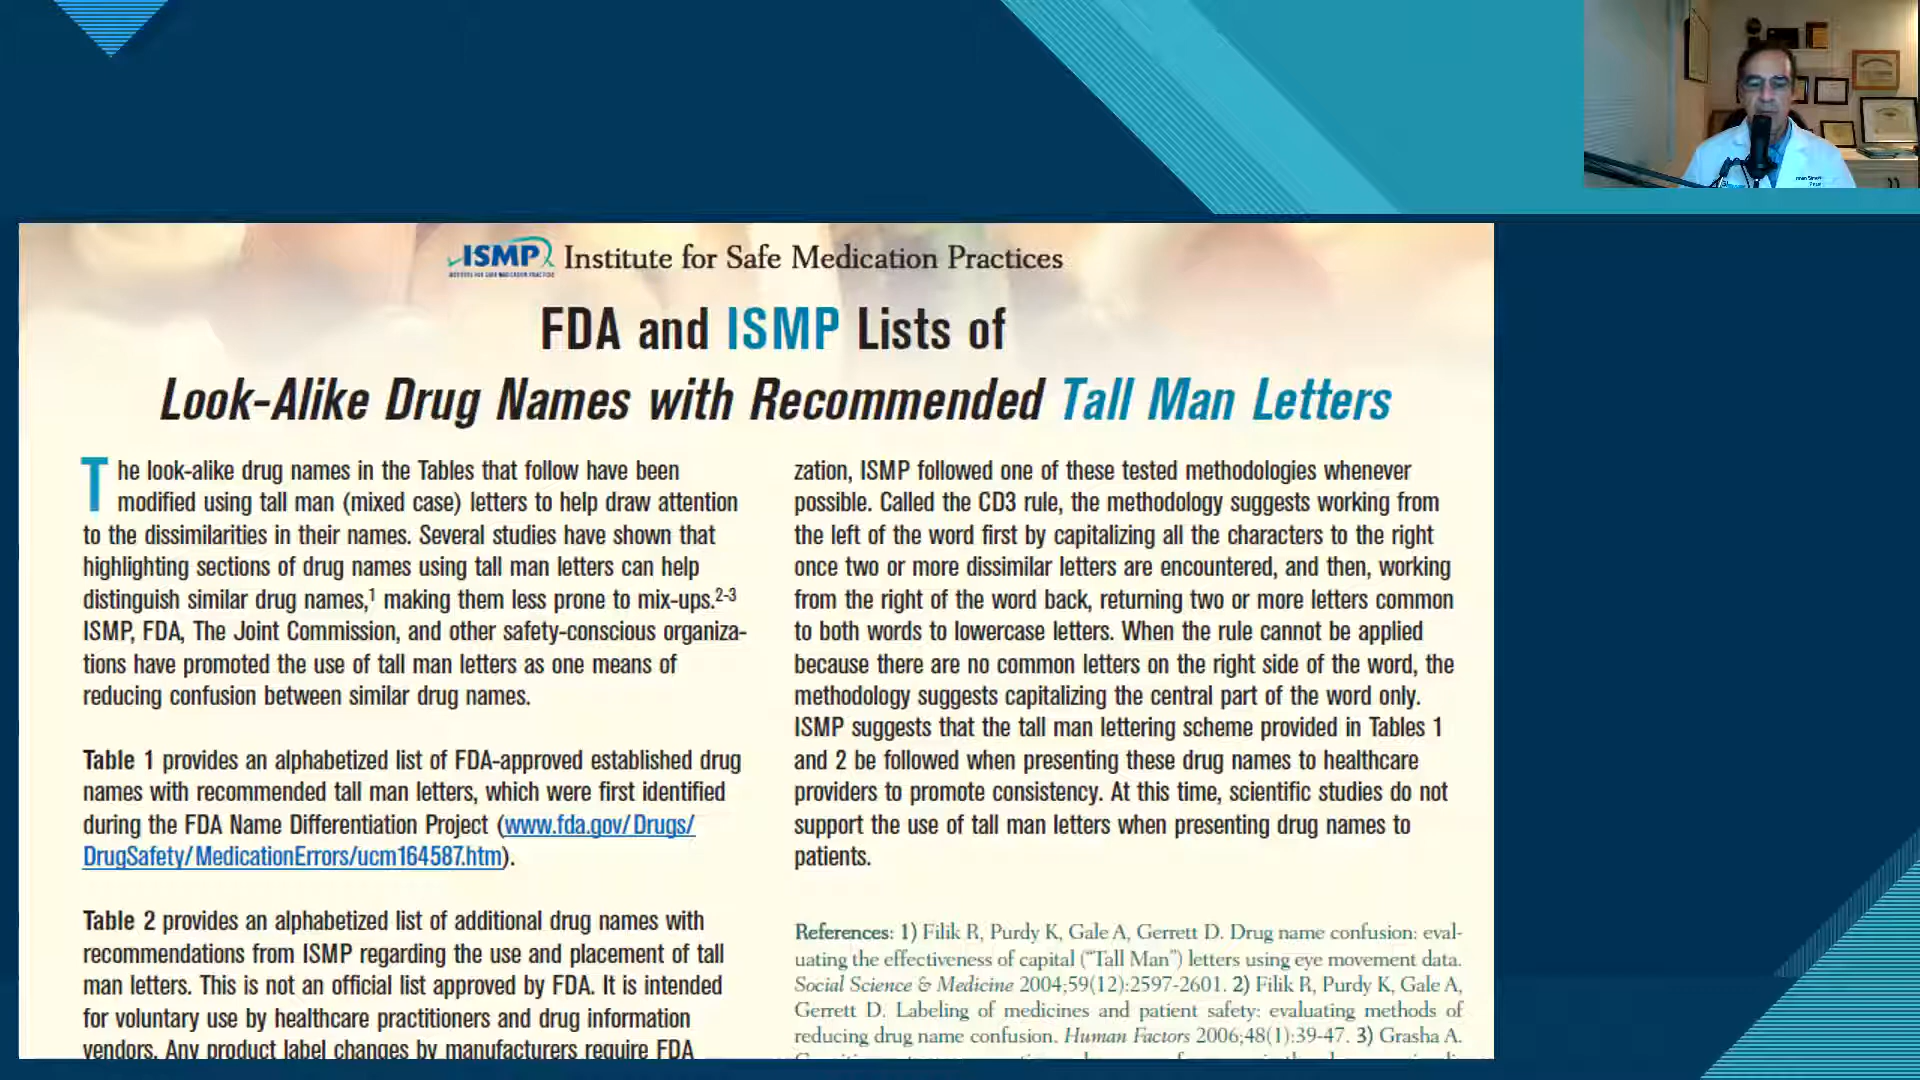 ISMP Institute for Safe Medication Practices
FDA and ISMP Lists of
Look-Alike Drug Names with Recommended Tall Man Letters
The look-alike drug names in the Tables that follow have been
modified using tall man (mixed case) letters to help draw attention
to the dissimilarities in their names. Several studies have shown that
highlighting sections of drug names using tall man letters can help
distinguish similar drug names,1 making them less prone to mix-ups.2-3
ISMP, FDA, The Joint Commission, and other safety-conscious organiza-
tions have promoted the use of tall man letters as one means of
reducing confusion between similar drug names.
Table 1 provides an alphabetized list of FDA-approved established drug
names with recommended tall man letters, which were first identified
during the FDA Name Differentiation Project (www.fda.gov/Drugs/
DrugSafety/MedicationErrors/ucm164587.htm).
Table 2 provides an alphabetized list of additional drug names with
recommendations from ISMP regarding the use and placement of tall
man letters. This is not an official list approved by FDA. It is intended
for voluntary use by healthcare practitioners and drug information
vendors. Any product label changes by manufacturers require FDA
zation, ISMP followed one of these tested methodologies whenever
possible. Called the CD3 rule, the methodology suggests working from
the left of the word first by capitalizing all the characters to the right
once two or more dissimilar letters are encountered, and then, working
from the right of the word back, returning two or more letters common
to both words to lowercase letters. When the rule cannot be applied
because there are no common letters on the right side of the word, the
methodology suggests capitalizing the central part of the word only.
ISMP suggests that the tall man lettering scheme provided in Tables 1
and 2 be followed when presenting these drug names to healthcare
providers to promote consistency. At this time, scientific studies do not
support the use of tall man letters when presenting drug names to
patients.
References: 1) Filik R, Purdy K, Gale A, Gerrett D. Drug name confusion: eval-
uating the effectiveness of capital ("Tall Man") letters using eye movement data.
Social Science & Medicine 2004;59(12):2597-2601. 2) Filik R, Purdy K, Gale A,
Gerrett D. Labeling of medicines and patient safety: evaluating methods of
reducing drug name confusion. Human Factors 2006;48(1):39-47. 3) Grasha A.